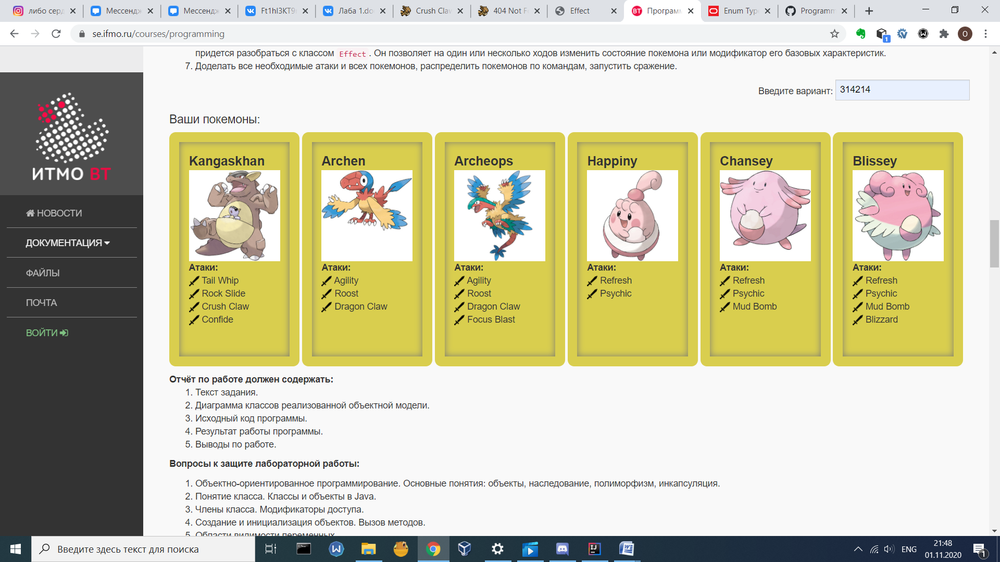 либо серд
Мессендж
Мессендж
Ft1hI3KT9
Лаба 1.do
Crush Clav
404 Not F
Effect
Програм
Enum Typ
Programm
se.ifmo.ru/courses/programming
придется разобраться с классом Effect. Он позволяет на один или несколько ходов изменить состояние покемона или модификатор его базовых характеристик.
7. Доделать все необходимые атаки и всех покемонов, распределить покемонов по командам, запустить сражение.
Введите вариант: 314214
ИТМО ВТ
НОВОСТИ
ДОКУМЕНТАЦИЯ
ФАЙЛЫ
ПОЧТА
ВОЙТИ
Ваши покемоны:
Kangaskhan
Атаки:
Tail Whip
Rock Slide
Crush Claw
Confide
Archen
Атаки:
Agility
Roost
Dragon Claw
Archeops
Атаки:
Agility
Roost
Dragon Claw
Focus Blast
Happiny
Атаки:
Refresh
Psychic
Chansey
Атаки:
Refresh
Psychic
Mud Bomb
Blissey
Атаки:
Refresh
Psychic
Mud Bomb
Blizzard
Отчёт по работе должен содержать:
1. Текст задания.
2. Диаграмма классов реализованной объектной модели.
3. Исходный код программы.
4. Результат работы программы.
5. Выводы по работе.
Вопросы к защите лабораторной работы:
1. Объектно-ориентированное программирование. Основные понятия: объекты, наследование, полиморфизм, инкапсуляция.
2. Понятие класса. Классы и объекты в Java.
3. Члены класса. Модификаторы доступа.
4. Создание и инициализация объектов. Вызов методов.
5. Области видимости переменных.
Введите здесь текст для поиска
ENG
21:48
01.11.2020
1